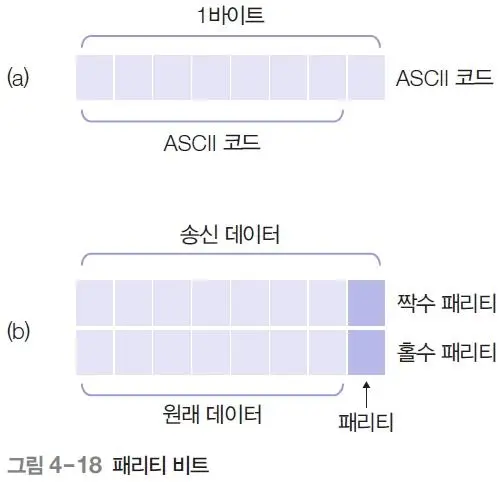 1바이트
(a)
ASCII 코드
ASCII 코드
송신 데이터
(b)
짝수 패리티
홀수 패리티
원래 데이터
패리티
그림 4-18 패리티 비트